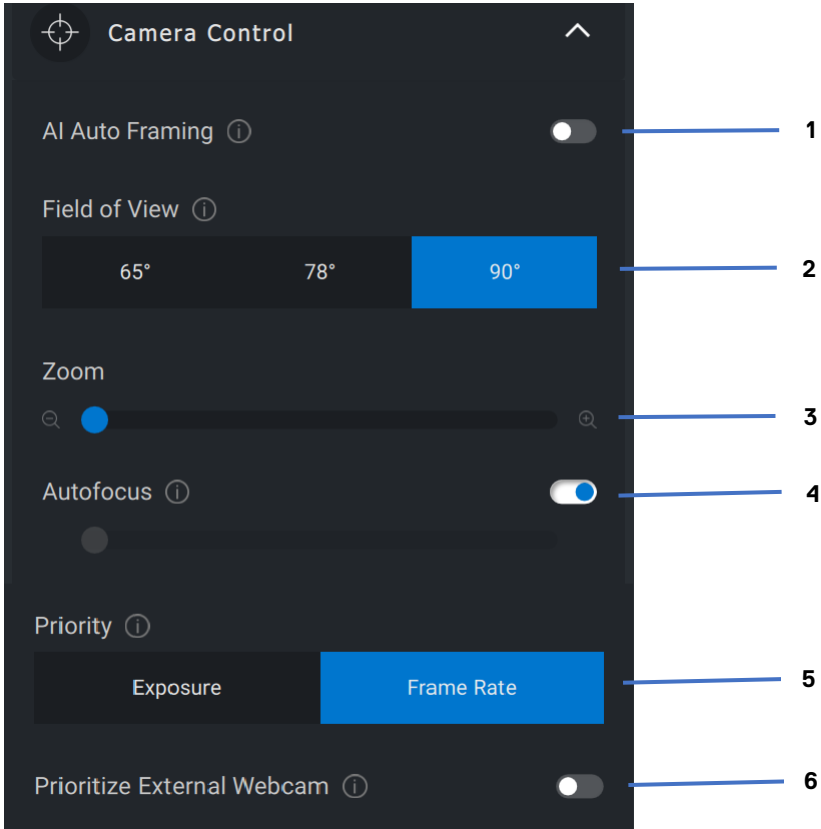 Camera Control
AI Auto Framing
1
Field of View
65° 78° 90°
2
Zoom
3
Autofocus
4
Priority
Exposure Frame Rate
5
Prioritize External Webcam
6